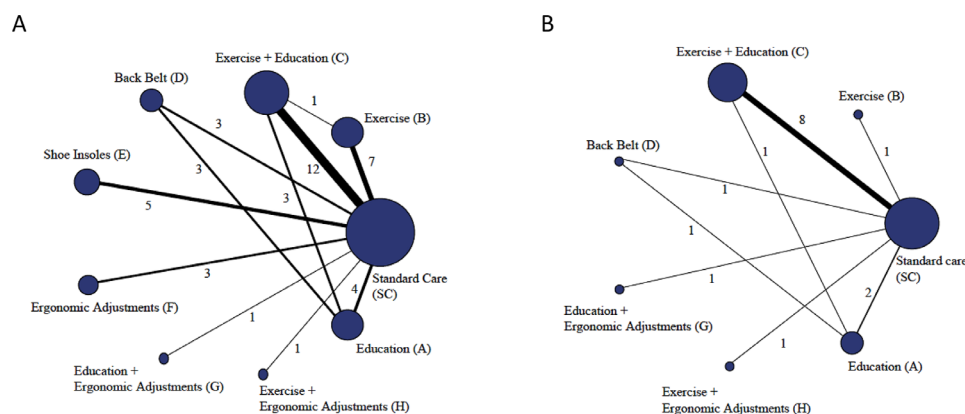 A
Exercise + Education (C)
Back Belt (D)
1
Exercise (B)
3
Shoe Insoles (E)
12
7
3
3
5
3
Standard Care
(SC)
4
Ergonomic Adjustments (F)
1
1
Education (A)
Education +
Ergonomic Adjustments (G)
Exercise +
Ergonomic Adjustments (H)
B
Exercise + Education (C)
Exercise (B)
8
1
1
Back Belt (D)
1
1
Standard care
(SC)
1
2
Education +
Ergonomic Adjustments (G)
1
Education (A)
Exercise +
Ergonomic Adjustments (H)